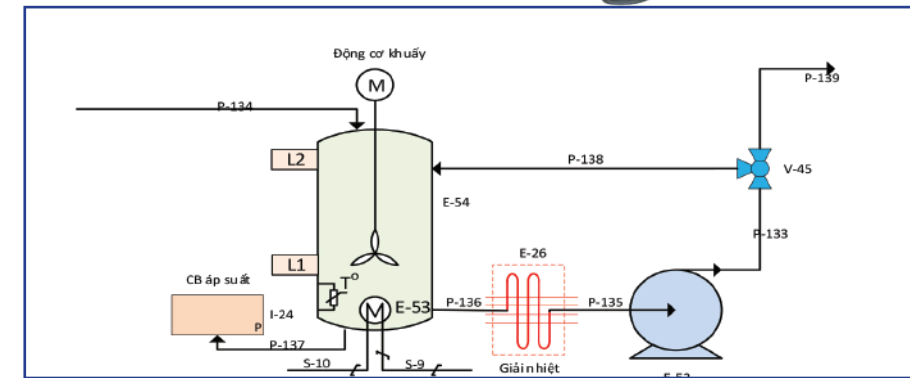 Động cơ khuấy
M
P-134
P-139
L2
P-138
V-45
E-54
P-133
L1
E-26
CB áp suất
T°
I-24
P
M
E-53
P-136
P-135
P-137
S-10
S-9
Giải nhiệt